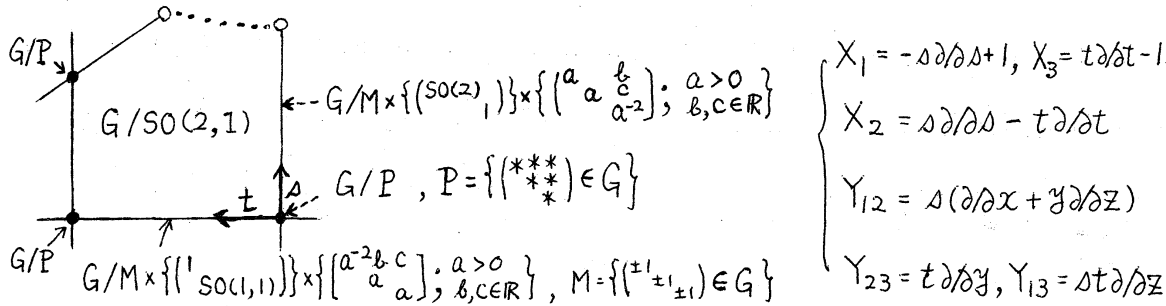 G/P
G/SO(2,1)
G/M×{(SO(2) 1)}×{(a b a c a⁻²); a>0 b,c∈ℝ}
t
s
G/P , P={(*** ** *)∈G}
G/P
G/M×{(1 SO(1,1))}×{[a⁻² b c a a]; a>0 b,c∈ℝ}, M={(±1 ±1 ±1)∈G}
X₁ = -s∂/∂s+1, X₃ = t∂/∂t-1
X₂ = s∂/∂s - t∂/∂t
Y₁₂ = s(∂/∂x + y∂/∂z)
Y₂₃ = t∂/∂y, Y₁₃ = st∂/∂z